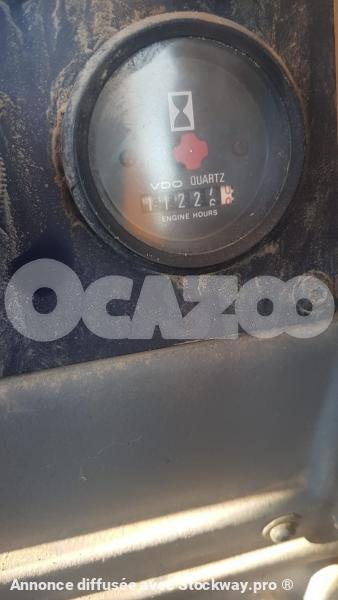 VDO QUARTZ
ENGINE HOURS
OCAZOO
Annonce diffusée avec Stockway.pro ®